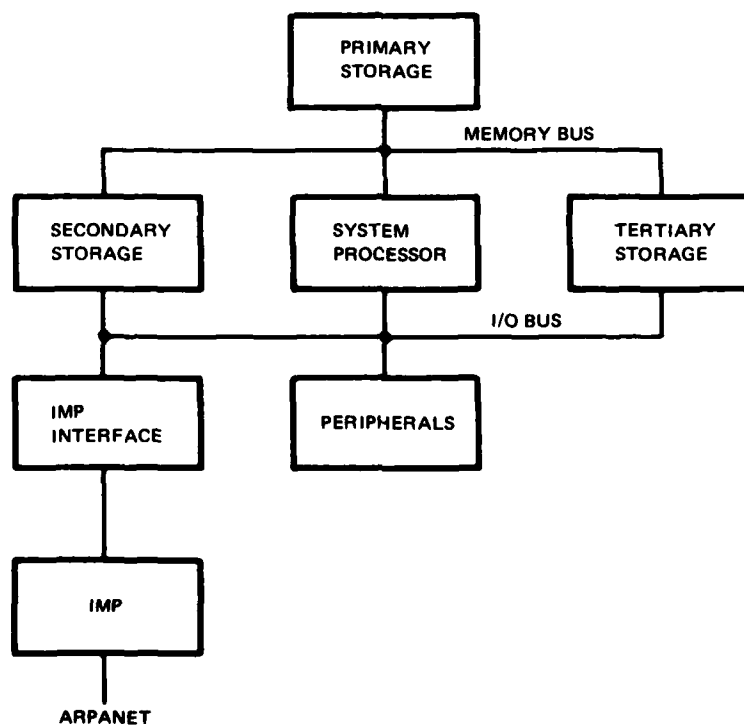 PRIMARY
STORAGE
MEMORY BUS
SECONDARY
STORAGE
SYSTEM
PROCESSOR
TERTIARY
STORAGE
I/O BUS
IMP
INTERFACE
PERIPHERALS
IMP
ARPANET